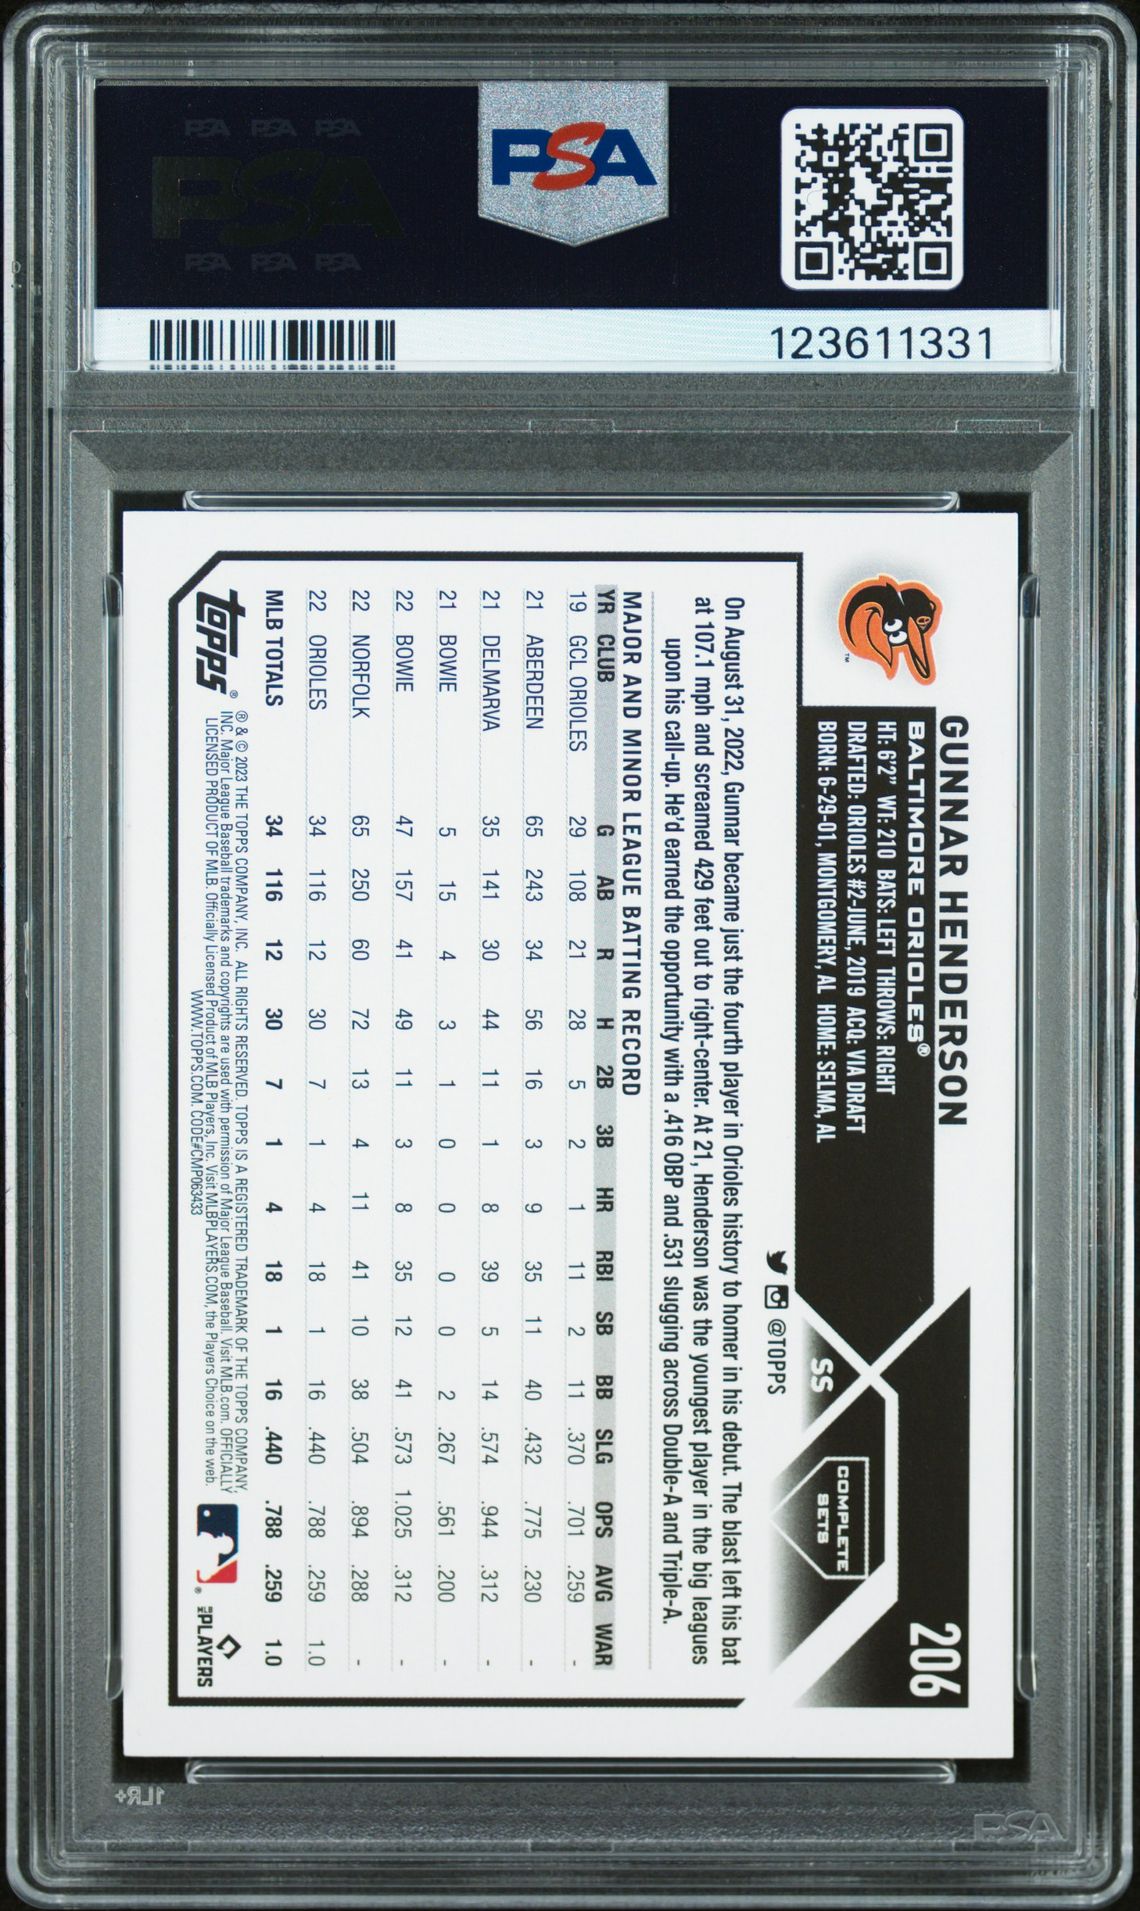 PSA PSA PSA
PSA
PSA PSA PSA
PSA
123611331
GUNNAR HENDERSON
206
BALTIMORE ORIOLES®
HT: 6'2" WT: 210 BATS: LEFT THROWS: RIGHT
DRAFTED: ORIOLES #2-JUNE, 2019 ACQ: VIA DRAFT
BORN: 6-29-01, MONTGOMERY, AL HOME: SELMA, AL
SS
COMPLETE
SETS
TM
@TOPPS
On August 31, 2022, Gunnar became just the fourth player in Orioles history to homer in his debut. The blast left his bat
at 107.1 mph and screamed 429 feet out to right-center. At 21, Henderson was the youngest player in the big leagues
upon his call-up. He'd earned the opportunity with a .416 OBP and .531 slugging across Double-A and Triple-A.
MAJOR AND MINOR LEAGUE BATTING RECORD
YR CLUB G AB R H 2B 3B HR RBI SB BB SLG OPS AVG WAR
19 GCL ORIOLES 29 108 21 28 5 2 1 11 2 11 .370 .701 .259 -
21 ABERDEEN 65 243 34 56 16 3 9 35 11 40 .432 .775 .230 -
21 DELMARVA 35 141 30 44 11 1 8 39 5 14 .574 .944 .312 -
21 BOWIE 5 15 4 3 1 0 0 0 0 2 .267 .561 .200 -
22 BOWIE 47 157 41 49 11 3 8 35 12 41 .573 1.025 .312 -
22 NORFOLK 65 250 60 72 13 4 11 41 10 38 .504 .894 .288 -
22 ORIOLES 34 116 12 30 7 1 4 18 1 16 .440 .788 .259 1.0
MLB TOTALS 34 116 12 30 7 1 4 18 1 16 .440 .788 .259 1.0
topps®
® & © 2023 THE TOPPS COMPANY, INC. ALL RIGHTS RESERVED. TOPPS IS A REGISTERED TRADEMARK OF THE TOPPS COMPANY,
INC. Major League Baseball trademarks and copyrights are used with permission of Major League Baseball. Visit MLB.com. OFFICIALLY
LICENSED PRODUCT OF MLB. Officially Licensed Product of MLB Players, Inc. Visit MLBPLAYERS.COM, the Players Choice on the web.
WWW.TOPPS.COM. CODE#CMP063433
®
MLB
PLAYERS
1LR+
PSA